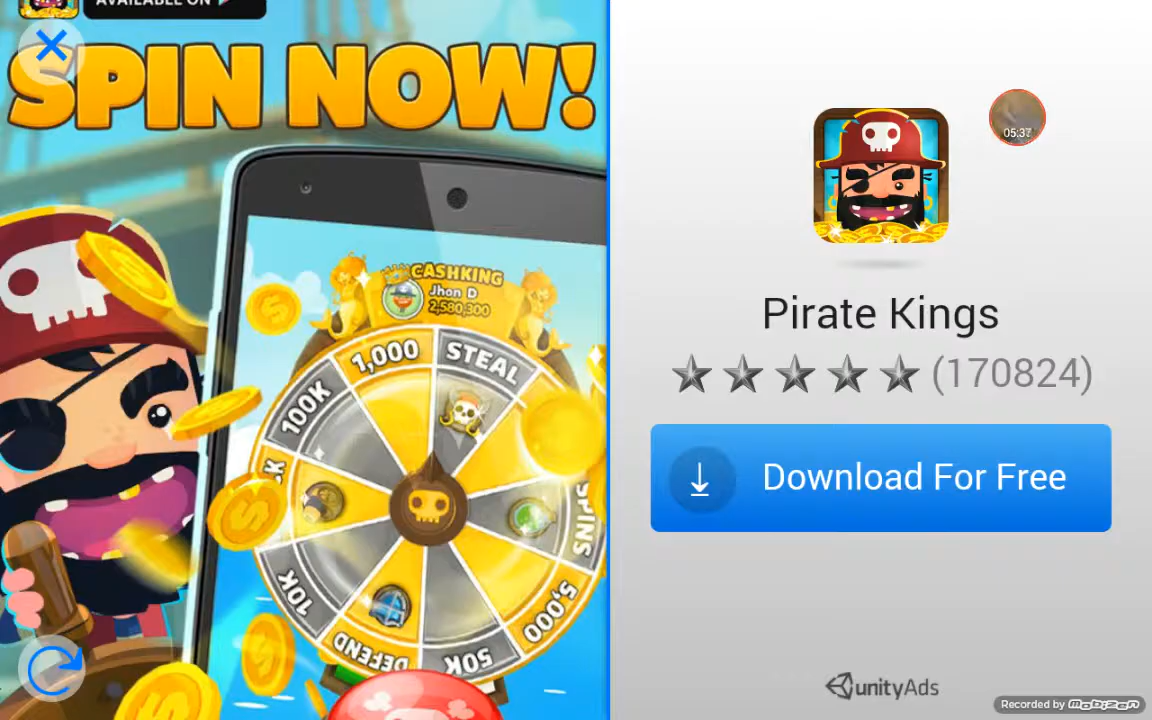 AVAILABLE ON
SPIN NOW!
CASHKING
Jhon D
2,580,300
1,000
STEAL
100K
K
SPINS
5,000
10K
DEFEND
50K
05:37
Pirate Kings
(170824)
Download For Free
unityAds
Recorded by mobizen